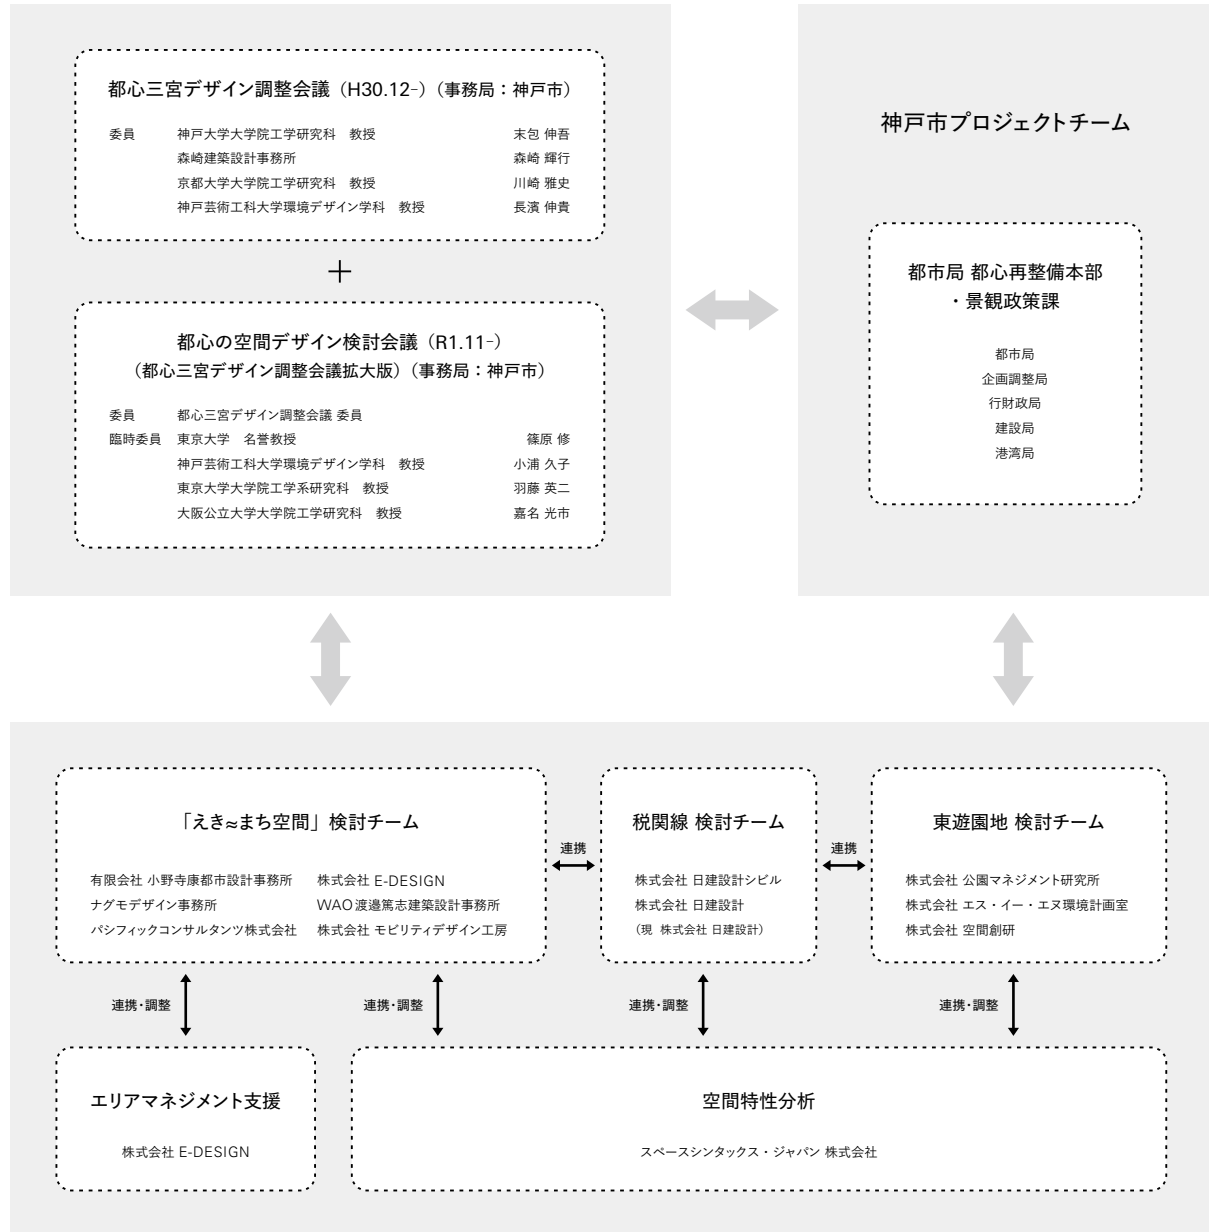 都心三宮デザイン調整会議（H30.12-）（事務局：神戸市）
委員　神戸大学大学院工学研究科　教授　末包 伸吾
森崎建築設計事務所　森崎 輝行
京都大学大学院工学研究科　教授　川崎 雅史
神戸芸術工科大学環境デザイン学科　教授　長濱 伸貴
＋
都心の空間デザイン検討会議（R1.11-）
（都心三宮デザイン調整会議拡大版）（事務局：神戸市）
委員　都心三宮デザイン調整会議 委員
臨時委員　東京大学　名誉教授　篠原 修
神戸芸術工科大学環境デザイン学科　教授　小浦 久子
東京大学大学院工学系研究科　教授　羽藤 英二
大阪公立大学大学院工学研究科　教授　嘉名 光市
神戸市プロジェクトチーム
都市局 都心再整備本部
・景観政策課
都市局
企画調整局
行財政局
建設局
港湾局
「えき≈まち空間」検討チーム
有限会社 小野寺康都市設計事務所　株式会社 E-DESIGN
ナグモデザイン事務所　WAO渡邉篤志建築設計事務所
パシフィックコンサルタンツ株式会社　株式会社 モビリティデザイン工房
連携
税関線 検討チーム
株式会社 日建設計シビル
株式会社 日建設計
（現 株式会社 日建設計）
連携
東遊園地 検討チーム
株式会社 公園マネジメント研究所
株式会社 エス・イー・エヌ環境計画室
株式会社 空間創研
連携・調整　連携・調整　連携・調整　連携・調整
エリアマネジメント支援
株式会社 E-DESIGN
空間特性分析
スペースシンタックス・ジャパン 株式会社